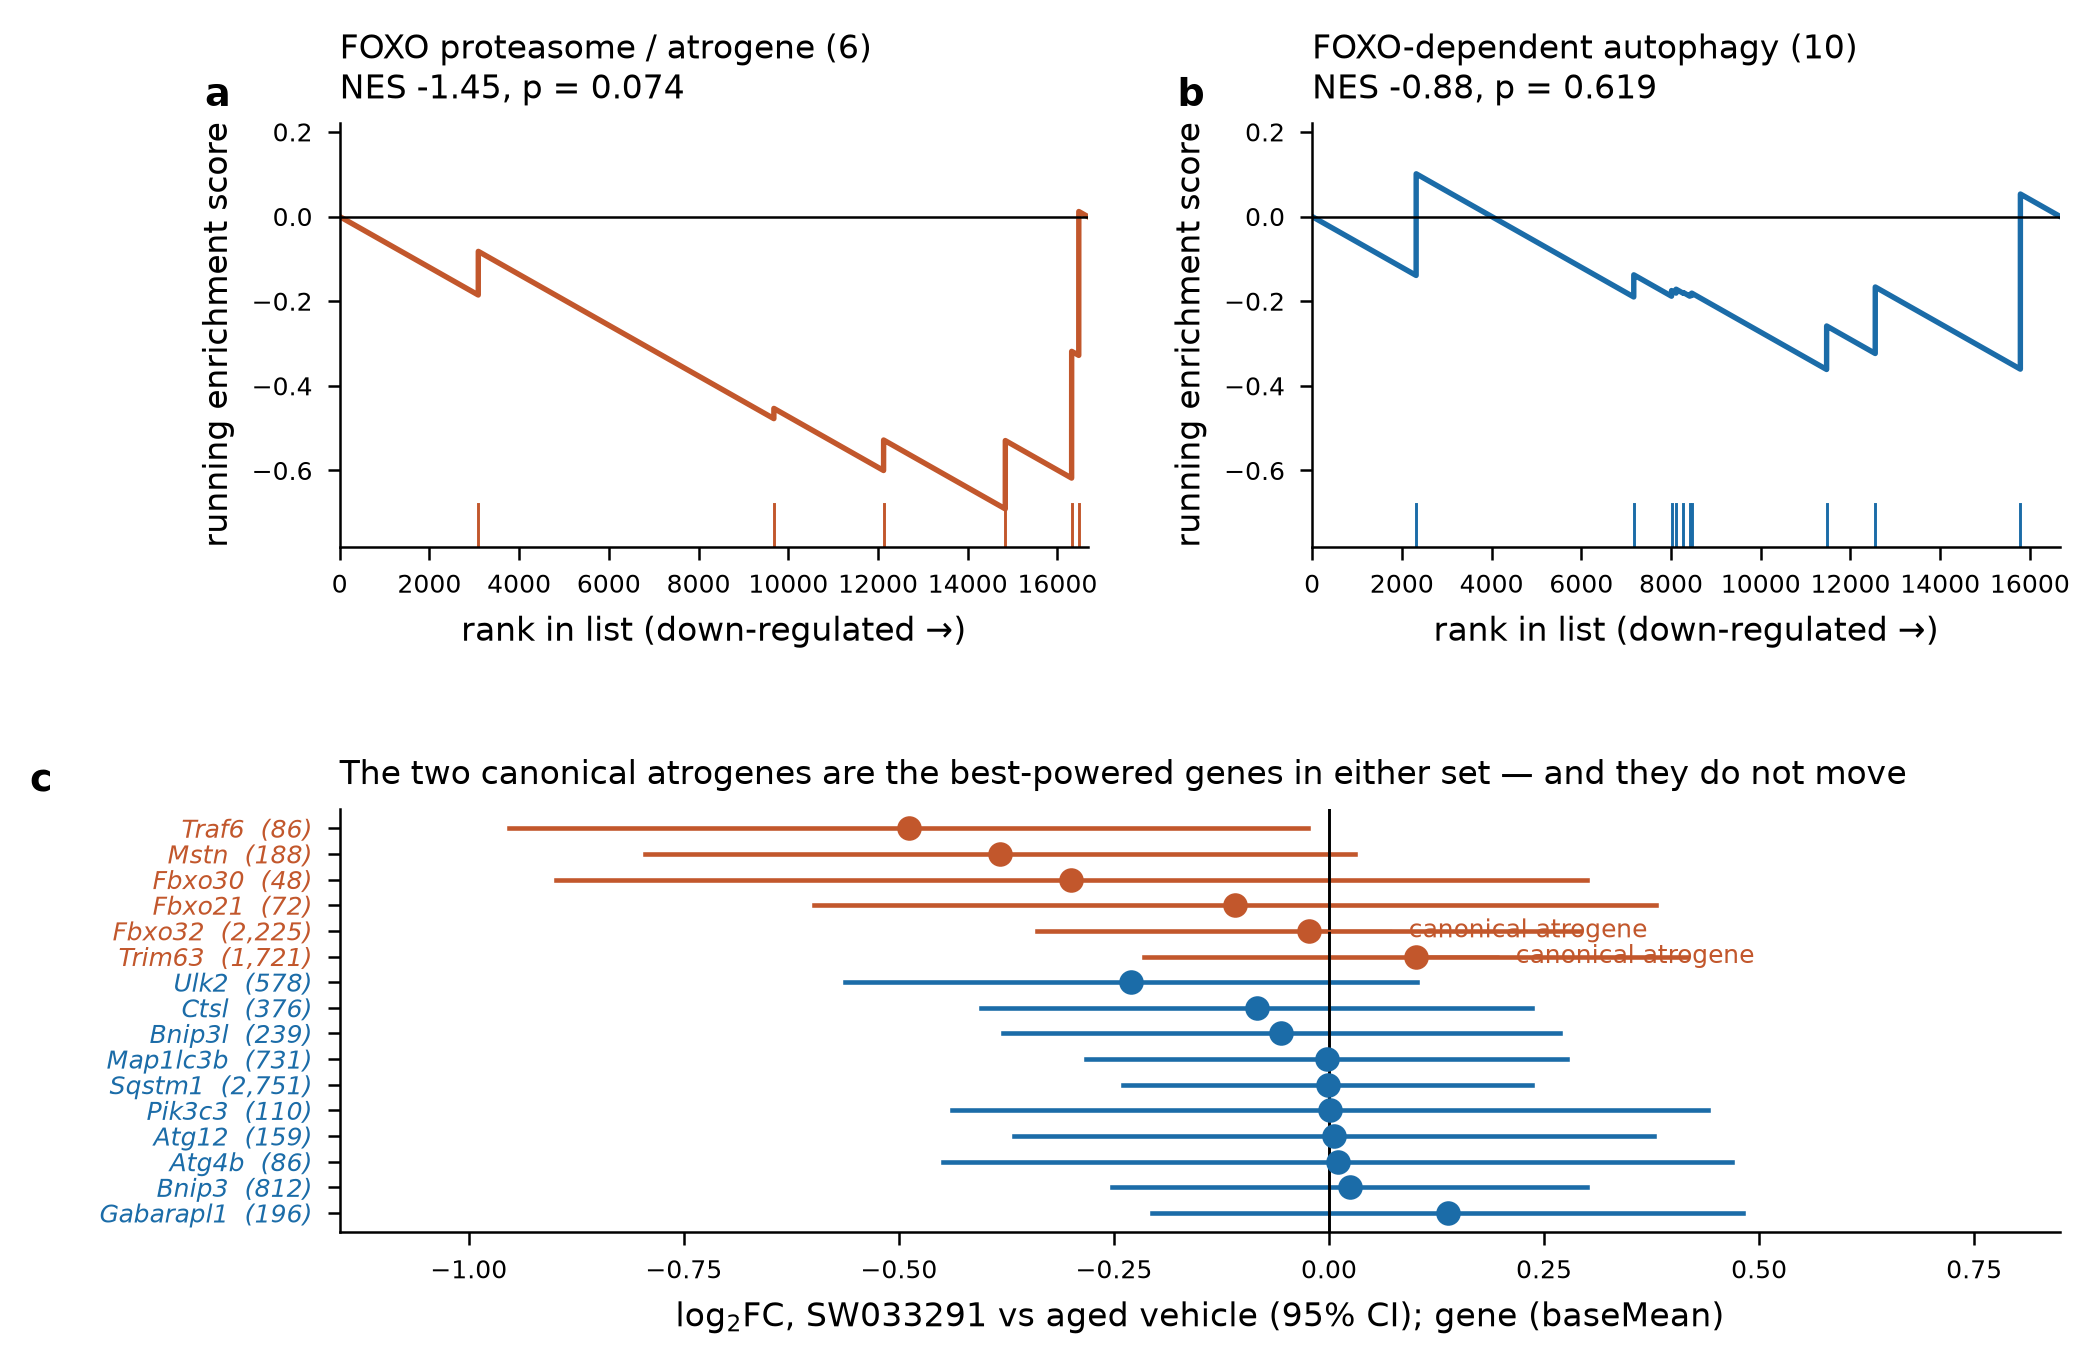 FOXO proteasome / atrogene (6)
NES -1.45, p = 0.074
a
running enrichment score
0.2
0.0
−0.2
−0.4
−0.6
0 2000 4000 6000 8000 10000 12000 14000 16000
rank in list (down-regulated →)
FOXO-dependent autophagy (10)
NES -0.88, p = 0.619
b
running enrichment score
0.2
0.0
−0.2
−0.4
−0.6
0 2000 4000 6000 8000 10000 12000 14000 16000
rank in list (down-regulated →)
c
The two canonical atrogenes are the best-powered genes in either set — and they do not move
Traf6 (86)
Mstn (188)
Fbxo30 (48)
Fbxo21 (72)
Fbxo32 (2,225)
canonical atrogene
Trim63 (1,721)
canonical atrogene
Ulk2 (578)
Ctsl (376)
Bnip3l (239)
Map1lc3b (731)
Sqstm1 (2,751)
Pik3c3 (110)
Atg12 (159)
Atg4b (86)
Bnip3 (812)
Gabarapl1 (196)
−1.00 −0.75 −0.50 −0.25 0.00 0.25 0.50 0.75
log₂FC, SW033291 vs aged vehicle (95% CI); gene (baseMean)